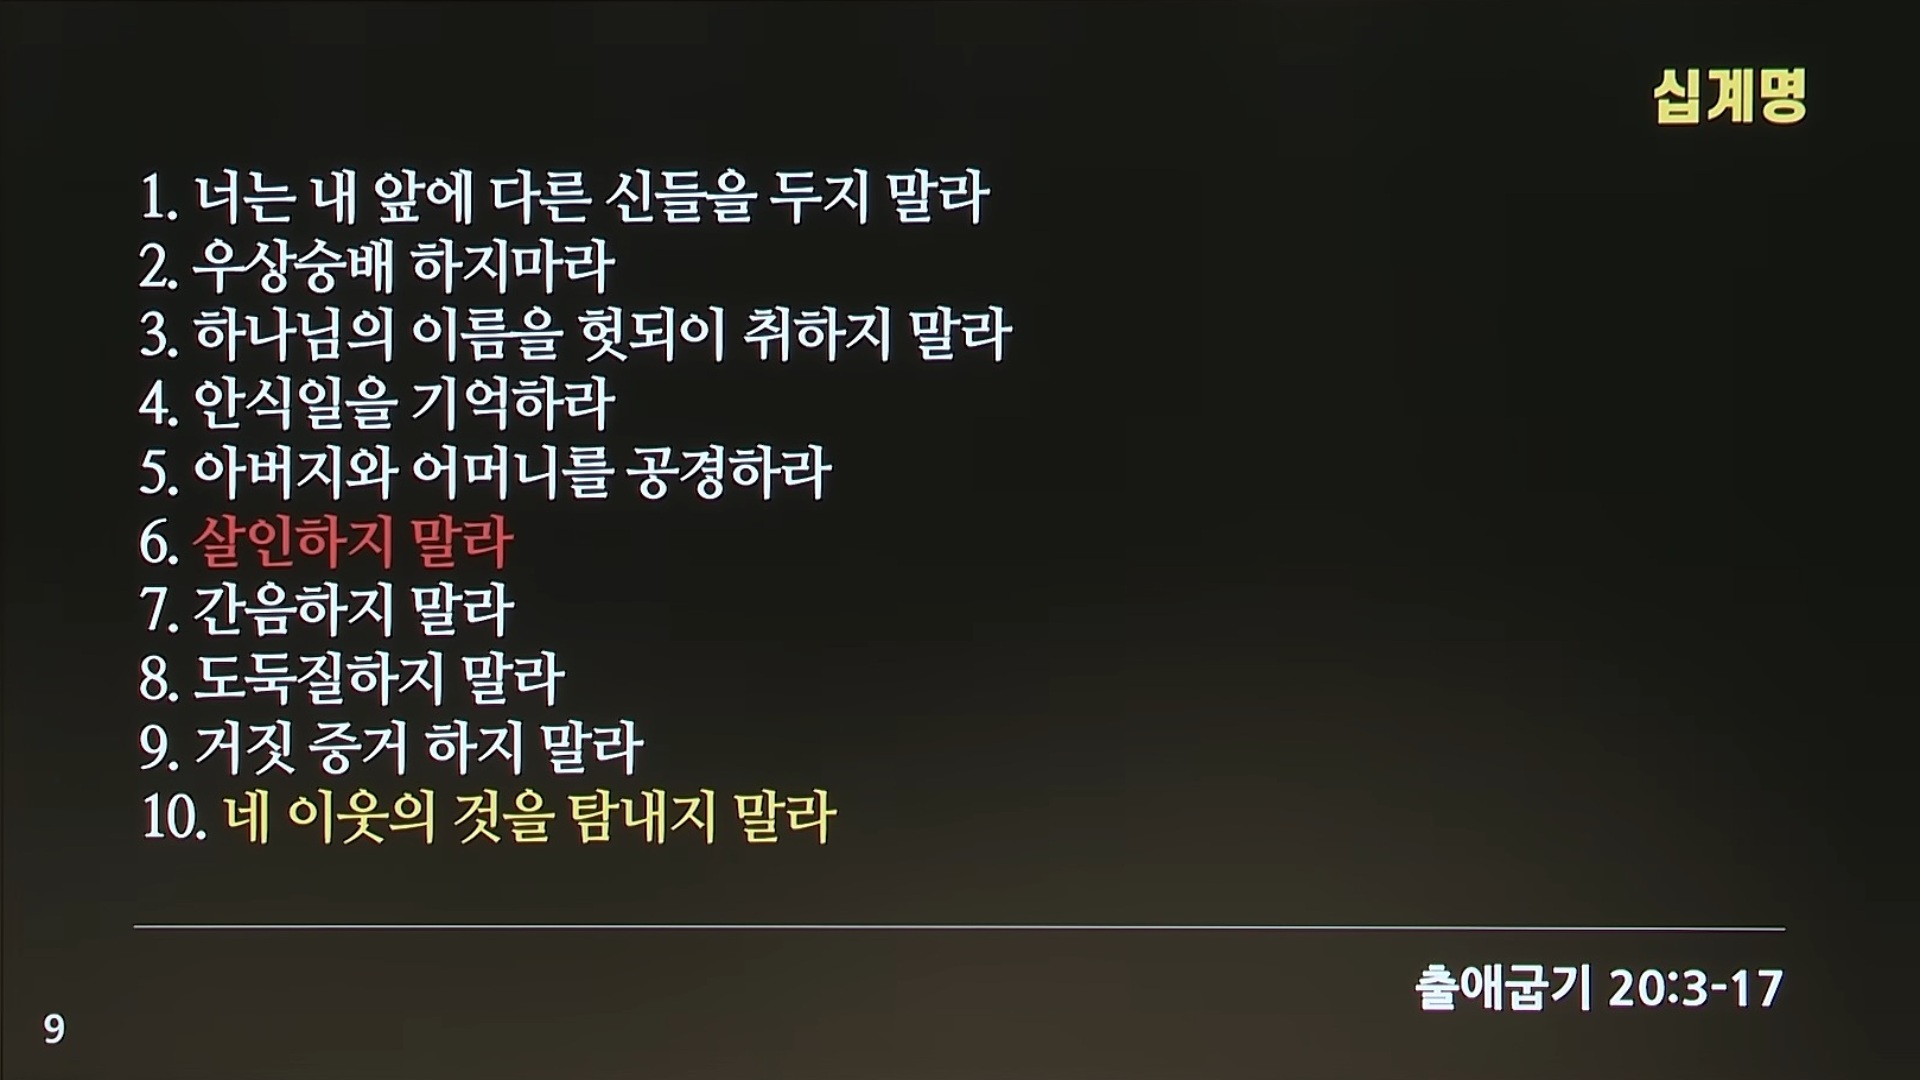 십계명
1. 너는 내 앞에 다른 신들을 두지 말라
2. 우상숭배 하지마라
3. 하나님의 이름을 헛되이 취하지 말라
4. 안식일을 기억하라
5. 아버지와 어머니를 공경하라
6. 살인하지 말라
7. 간음하지 말라
8. 도둑질하지 말라
9. 거짓 증거 하지 말라
10. 네 이웃의 것을 탐내지 말라
출애굽기 20:3-17
9